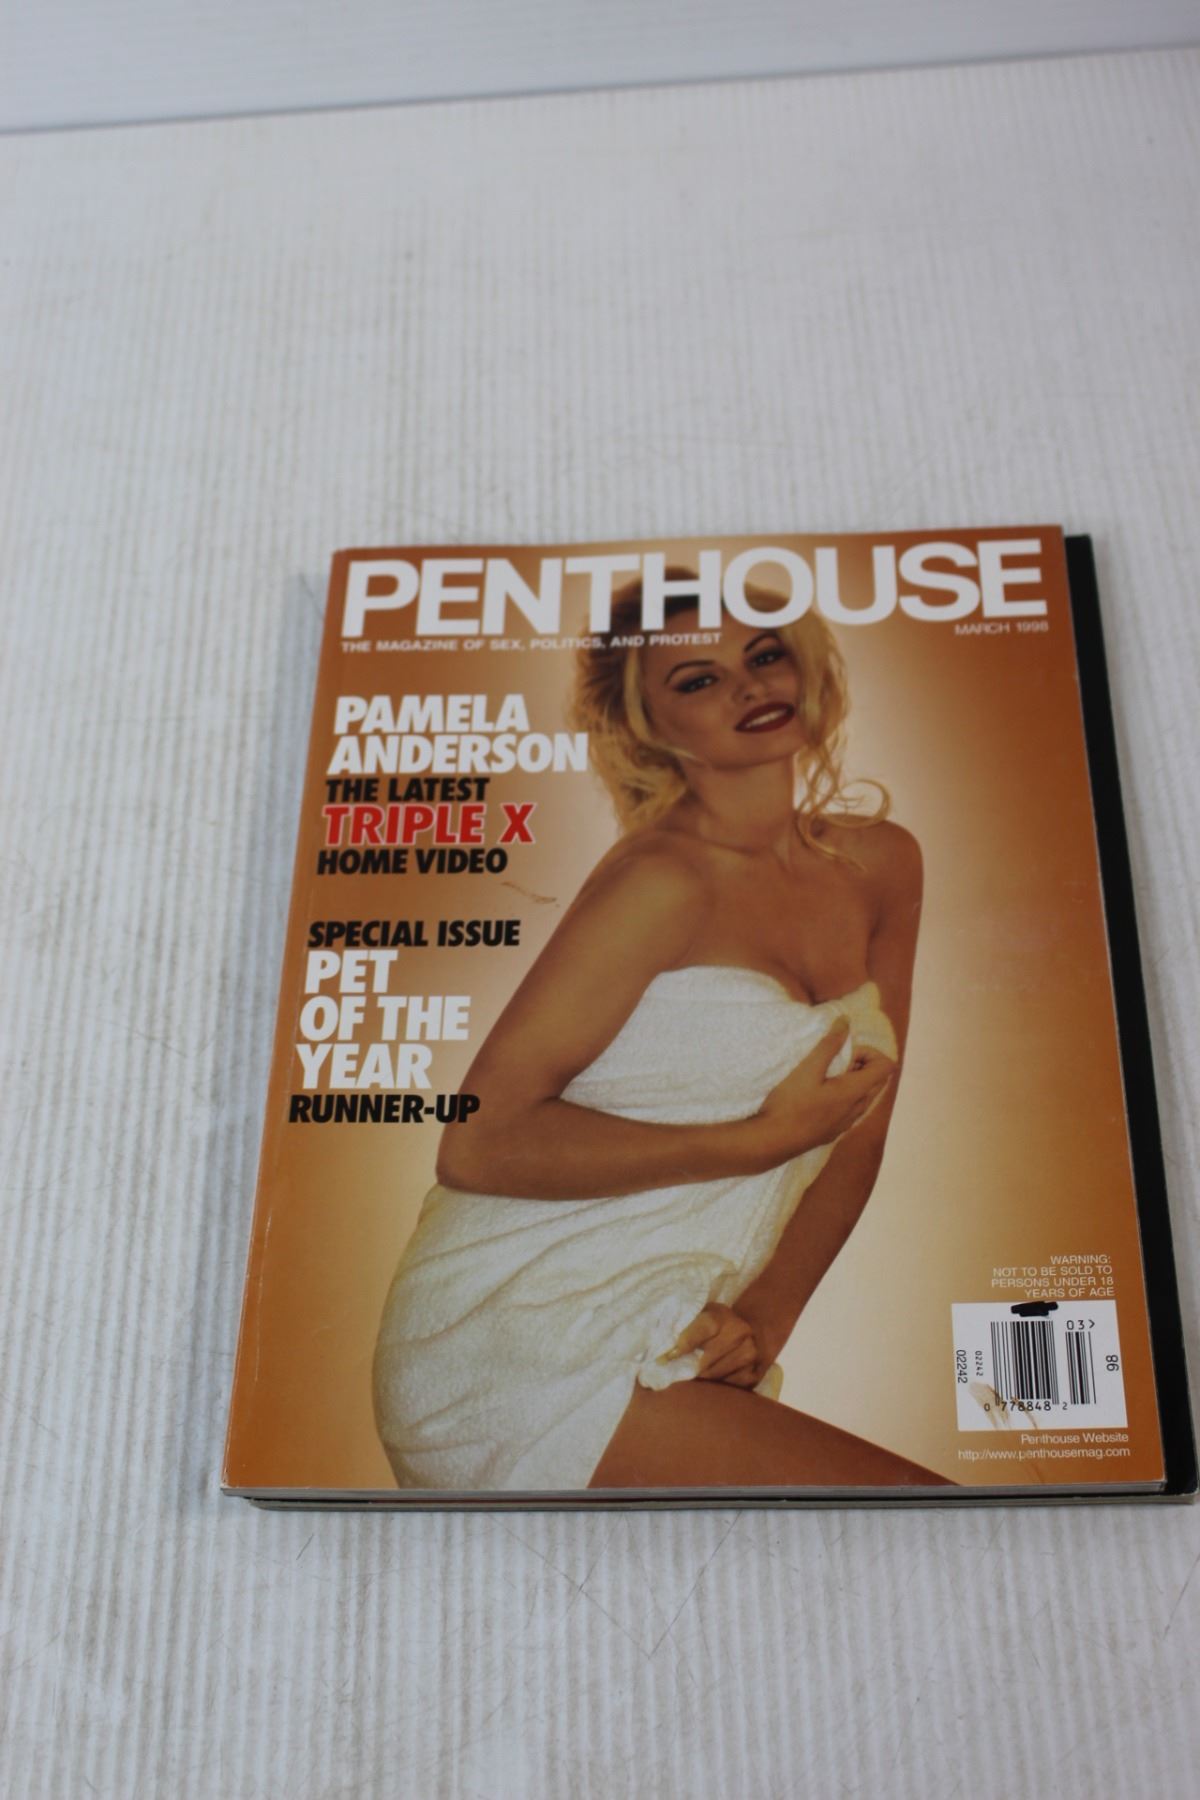 PENTHOUSE
THE MAGAZINE OF SEX, POLITICS, AND PROTEST
MARCH 1998
PAMELA
ANDERSON
THE LATEST
TRIPLE X
HOME VIDEO
SPECIAL ISSUE
PET
OF THE
YEAR
RUNNER-UP
WARNING:
NOT TO BE SOLD TO
PERSONS UNDER 18
YEARS OF AGE
03>
02242
02242
86
0 778848 2
Penthouse Website
http://www.penthousemag.com